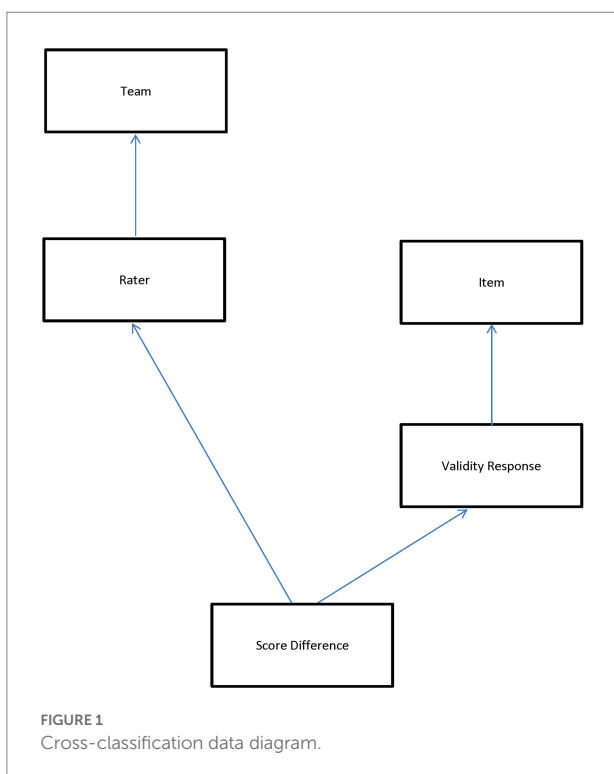 Team
Rater
Item
Validity Response
Score Difference
FIGURE 1
Cross-classification data diagram.